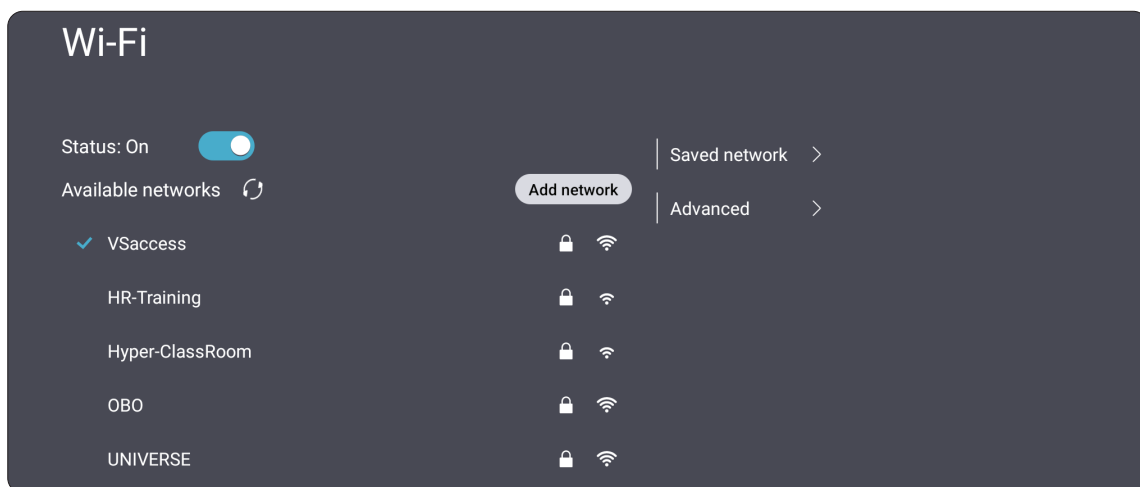 Wi-Fi
Status: On
Available networks
Add network
VSaccess
HR-Training
Hyper-ClassRoom
OBO
UNIVERSE
Saved network
Advanced